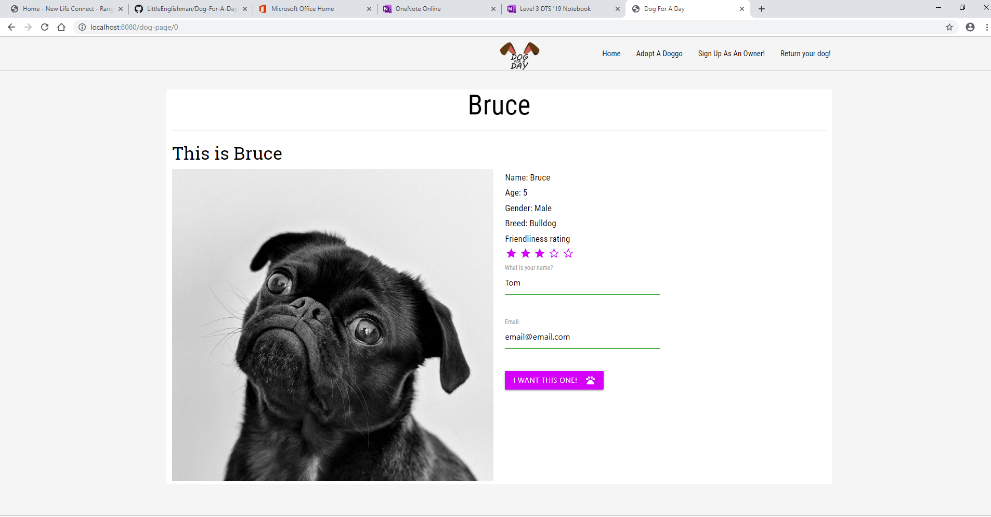 Home - New Life Connect - Rang
LittleEnglishman/Dog-For-A-Day
Microsoft Office Home
OneNote Online
Level 3 DTS '19 Notebook
Dog For A Day
localhost:8080/dog-page/0
DOG
DAY
Home
Adopt A Doggo
Sign Up As An Owner!
Return your dog!
Bruce
This is Bruce
Name: Bruce
Age: 5
Gender: Male
Breed: Bulldog
Friendliness rating
What is your name?
Tom
Email:
email@email.com
I WANT THIS ONE!